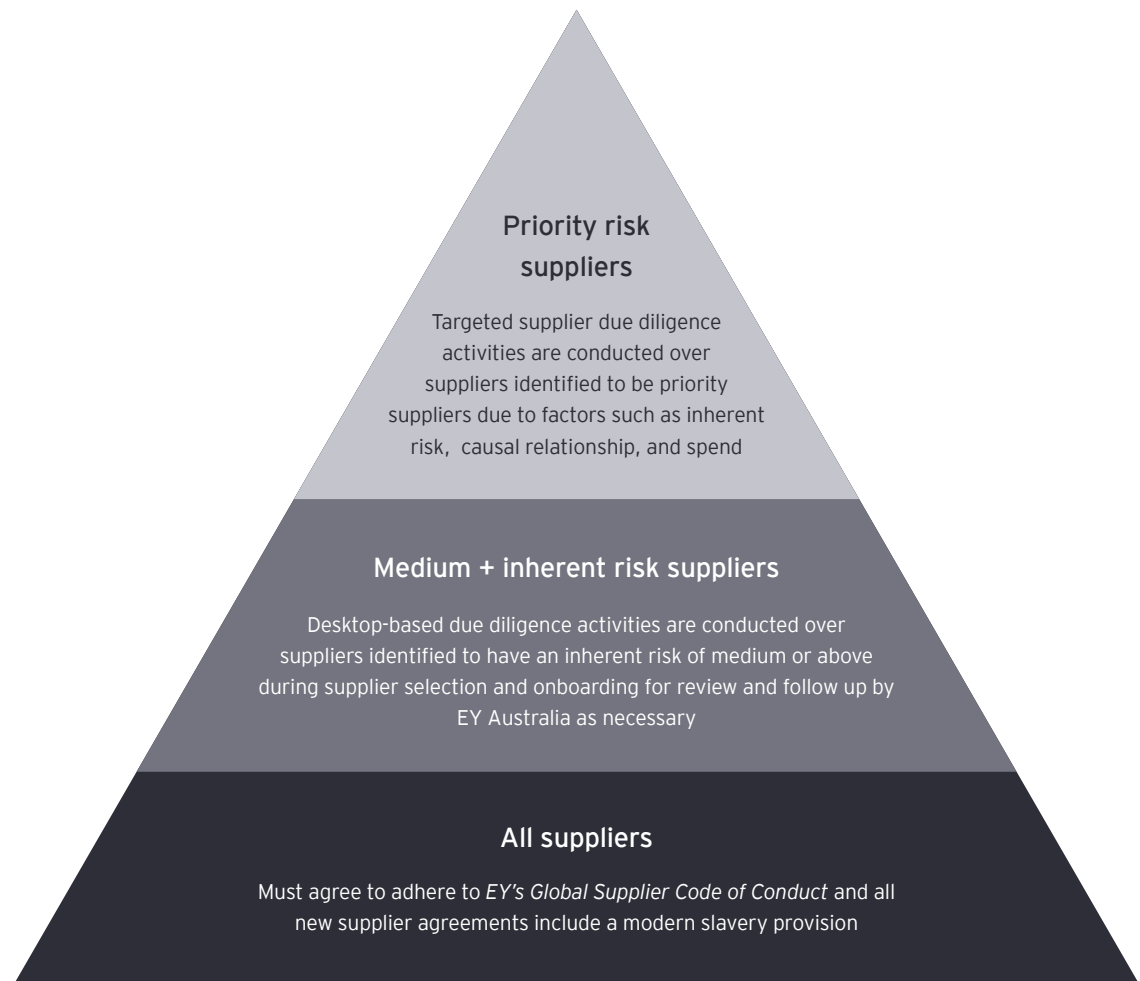 Priority risk
suppliers
Targeted supplier due diligence
activities are conducted over
suppliers identified to be priority
suppliers due to factors such as inherent
risk,  causal relationship, and spend
Medium + inherent risk suppliers
Desktop-based due diligence activities are conducted over
suppliers identified to have an inherent risk of medium or above
during supplier selection and onboarding for review and follow up by
EY Australia as necessary
All suppliers
Must agree to adhere to EY’s Global Supplier Code of Conduct and all
new supplier agreements include a modern slavery provision